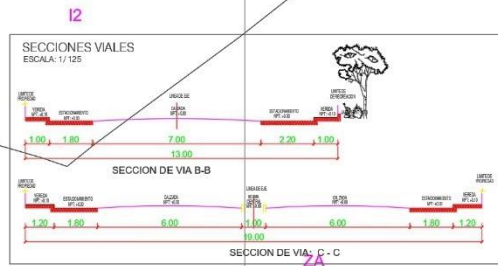 I2
SECCIONES VIALES
ESCALA: 1/ 125
LIMITE DE PROPIEDAD
VEREDA
ESTACIONAMIENTO
LINEA DE EJE
CALZADA
ESTACIONAMIENTO
VEREDA
LIMITE DE RECREACION
1.00 1.80 7.00 2.20 1.00
13.00
SECCION DE VIA B-B
LIMITE DE PROPIEDAD
VEREDA
ESTACIONAMIENTO
CALZADA
LINEA DE EJE
BERMA CENTRAL
CALZADA
ESTACIONAMIENTO
VEREDA
LIMITE DE PROPIEDAD
1.20 1.80 6.00 1.00 6.00 1.80 1.20
19.00
SECCION DE VIA: C - C
ZA